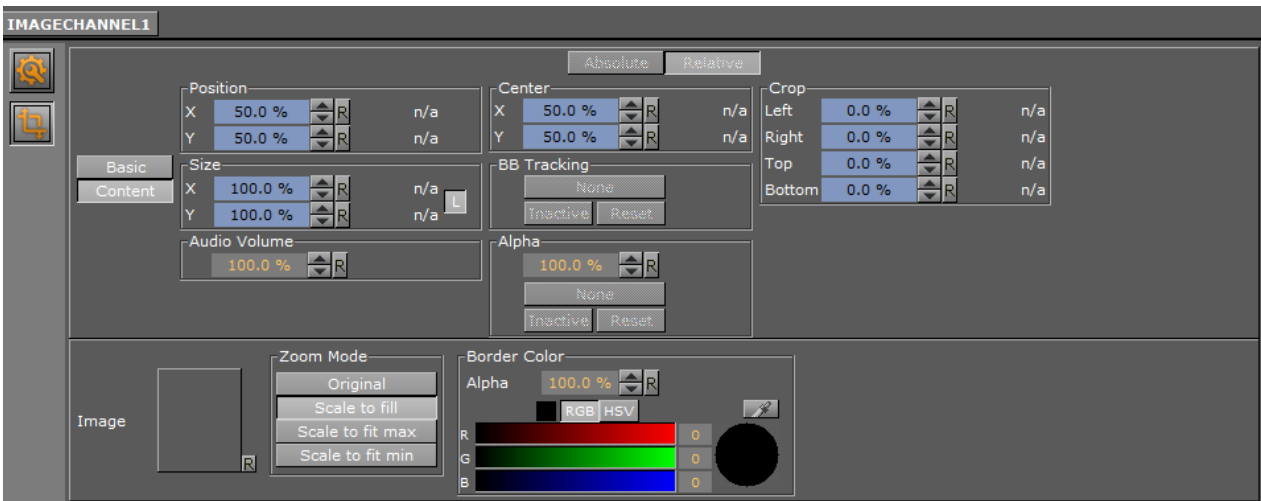 IMAGECHANNEL1
Absolute Relative
Position
X 50.0 % R n/a
Y 50.0 % R n/a
Center
X 50.0 % R n/a
Y 50.0 % R n/a
Crop
Left 0.0 % R n/a
Right 0.0 % R n/a
Top 0.0 % R n/a
Bottom 0.0 % R n/a
Basic
Content
Size
X 100.0 % R n/a
Y 100.0 % R n/a
L
BB Tracking
None
Inactive Reset
Audio Volume
100.0 % R
Alpha
100.0 % R
None
Inactive Reset
Image
R
Zoom Mode
Original
Scale to fill
Scale to fit max
Scale to fit min
Border Color
Alpha 100.0 % R
RGB HSV
R 0
G 0
B 0